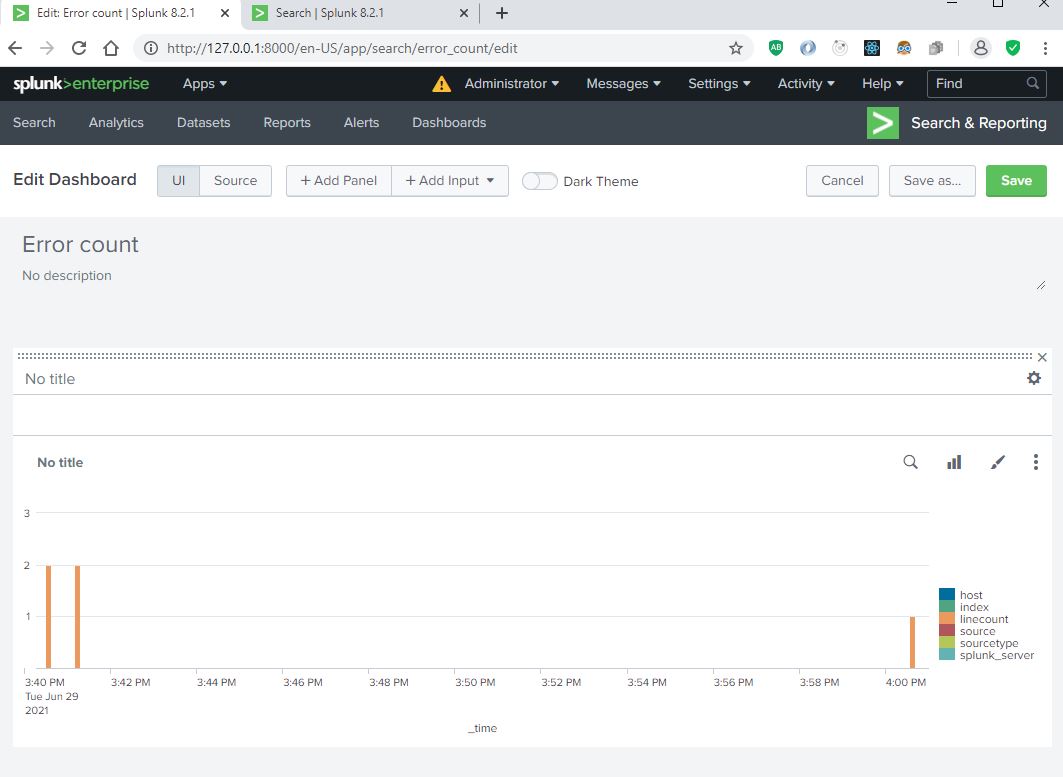 Edit: Error count | Splunk 8.2.1
Search | Splunk 8.2.1
http://127.0.0.1:8000/en-US/app/search/error_count/edit
AB
splunk>enterprise Apps Administrator Messages Settings Activity Help Find
Search Analytics Datasets Reports Alerts Dashboards Search & Reporting
Edit Dashboard UI Source + Add Panel + Add Input Dark Theme Cancel Save as... Save
Error count
No description
No title
No title
3
2
1
host
index
linecount
source
sourcetype
splunk_server
3:40 PM 3:42 PM 3:44 PM 3:46 PM 3:48 PM 3:50 PM 3:52 PM 3:54 PM 3:56 PM 3:58 PM 4:00 PM
Tue Jun 29
2021
_time